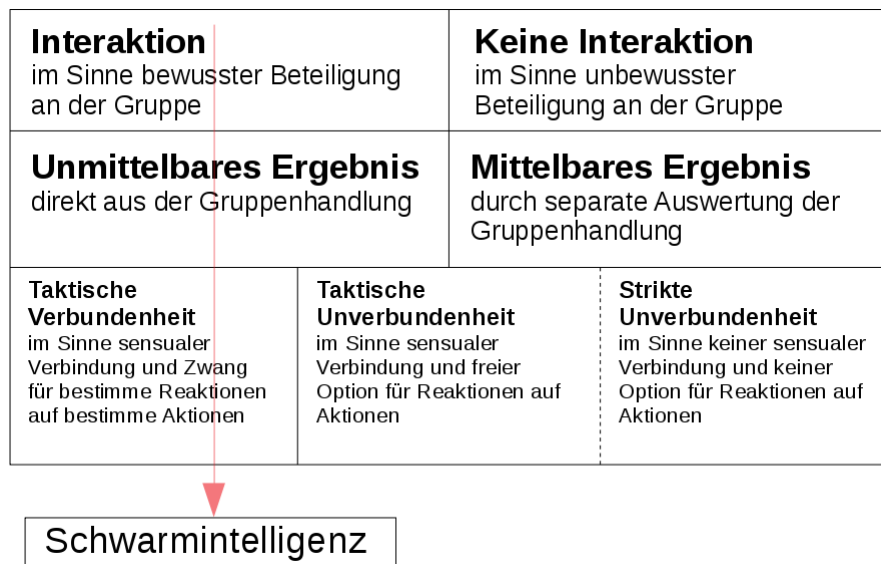 Interaktion
im Sinne bewusster Beteiligung
an der Gruppe
Keine Interaktion
im Sinne unbewusster
Beteiligung an der Gruppe
Unmittelbares Ergebnis
direkt aus der Gruppenhandlung
Mittelbares Ergebnis
durch separate Auswertung der
Gruppenhandlung
Taktische
Verbundenheit
im Sinne sensualer
Verbindung und Zwang
für bestimme Reaktionen
auf bestimme Aktionen
Taktische
Unverbundenheit
im Sinne sensualer
Verbindung und freier
Option für Reaktionen auf
Aktionen
Strikte
Unverbundenheit
im Sinne keiner sensualer
Verbindung und keiner
Option für Reaktionen auf
Aktionen
Schwarmintelligenz